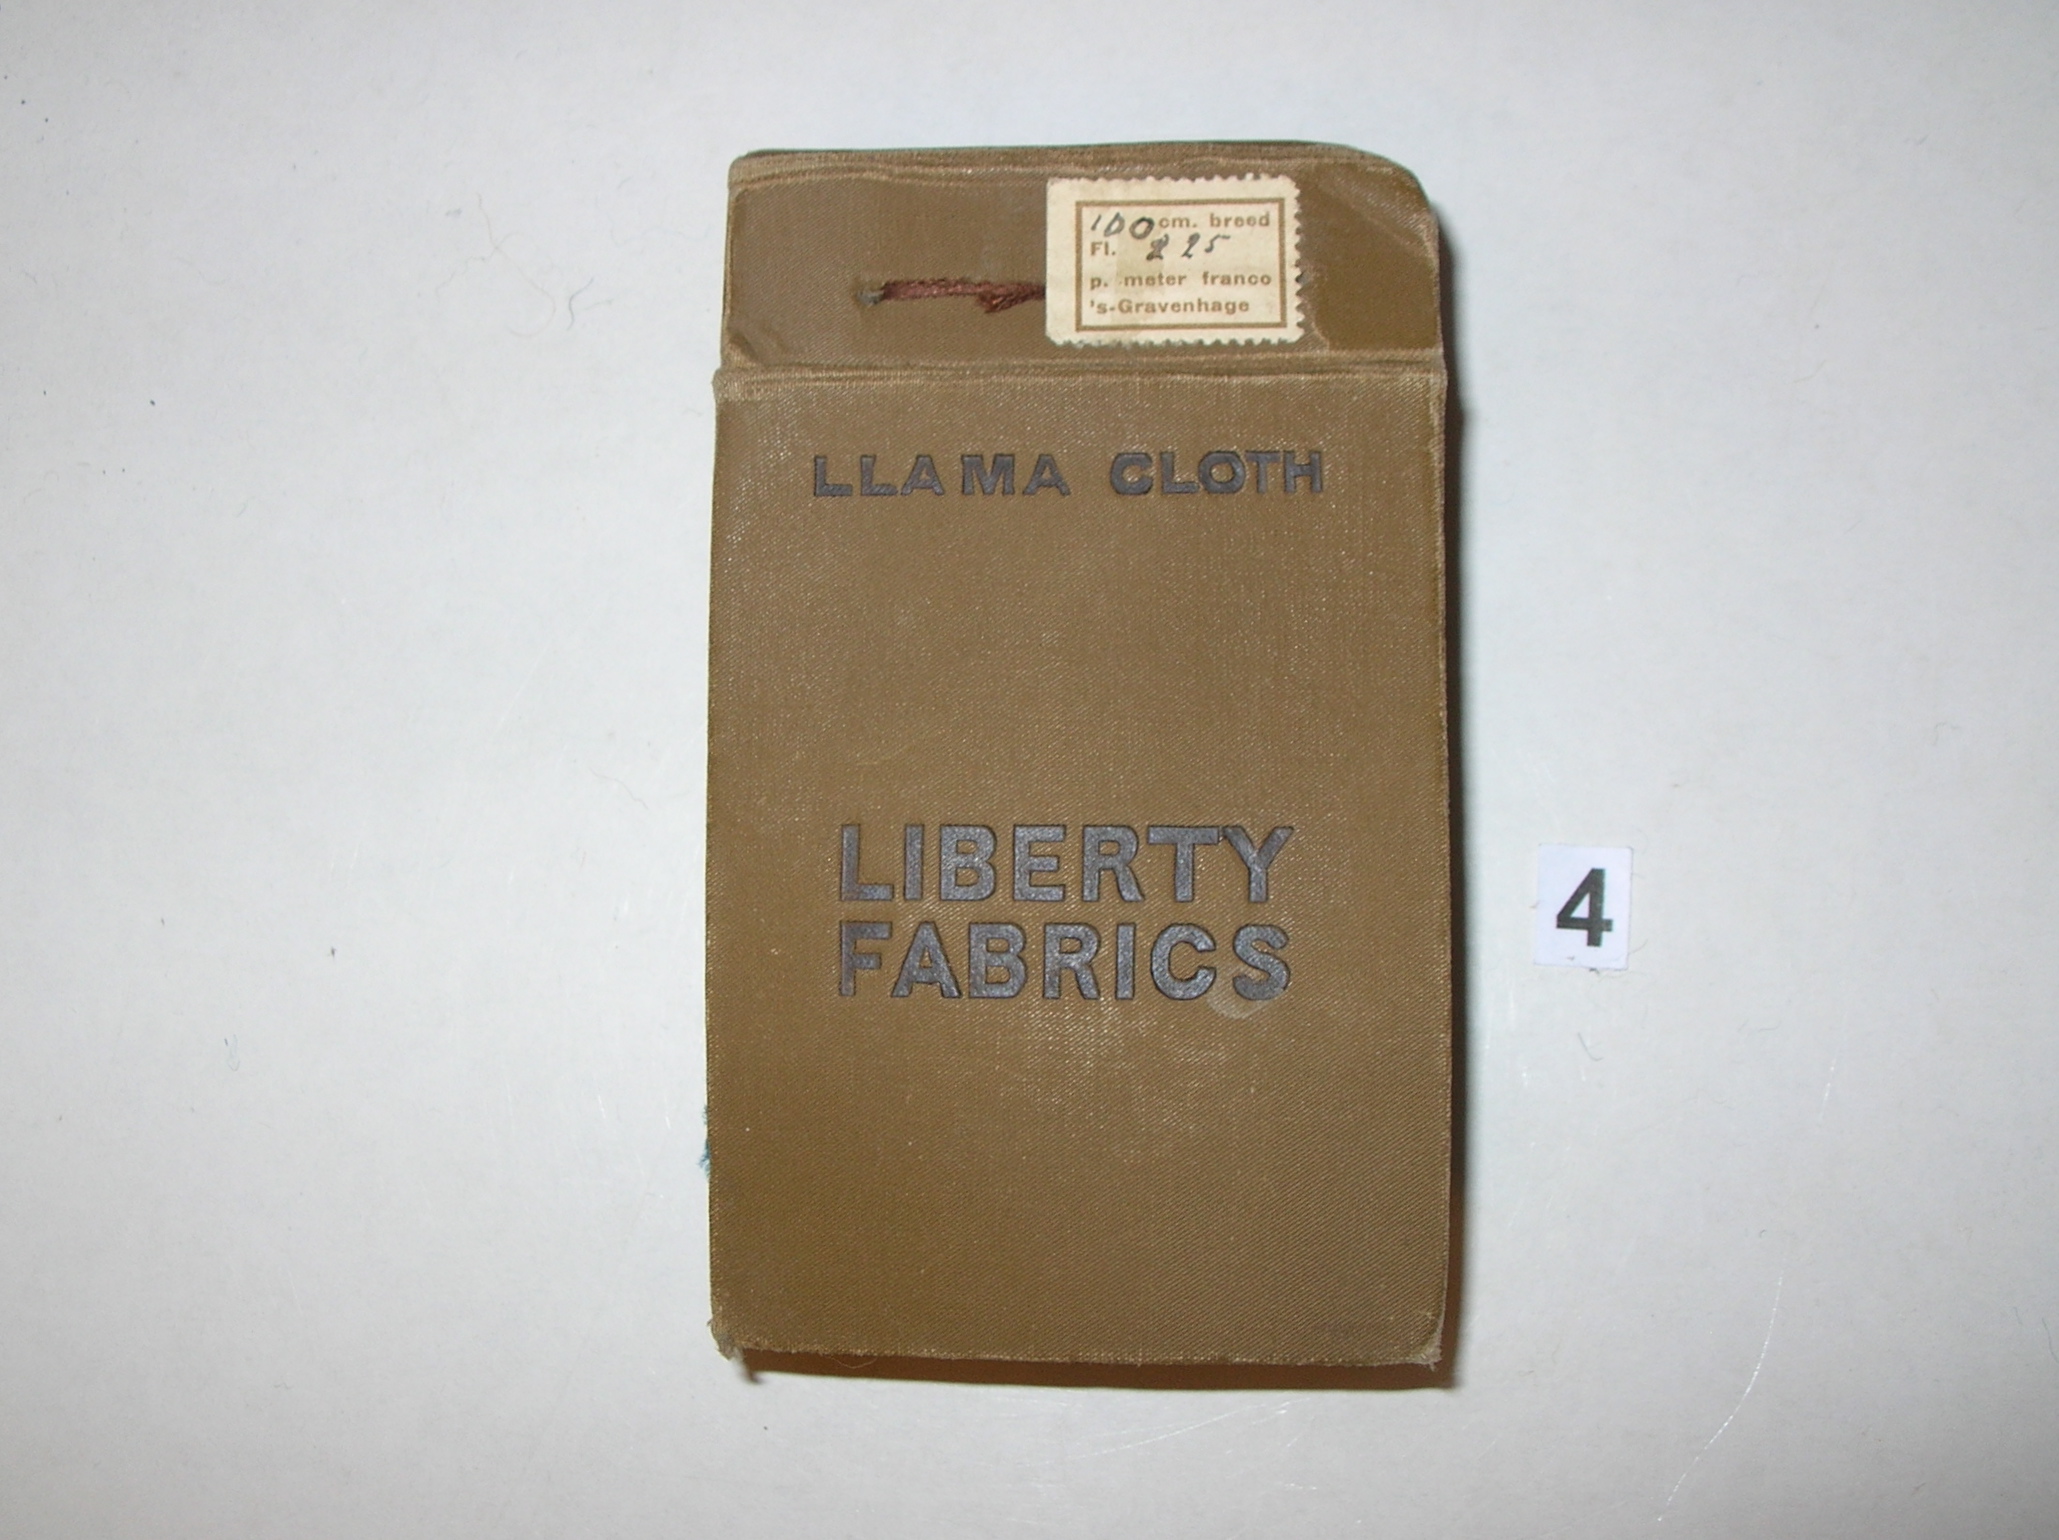 100 cm. breed
Fl. 2 25
p. meter franco
's-Gravenhage
LLAMA CLOTH
LIBERTY
FABRICS
4